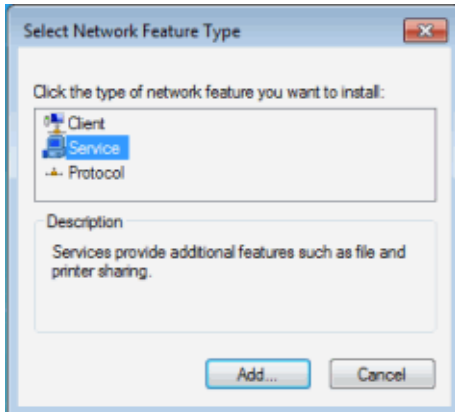 Select Network Feature Type
Click the type of network feature you want to install:
Client
Service
Protocol
Description
Services provide additional features such as file and
printer sharing.
Add...
Cancel